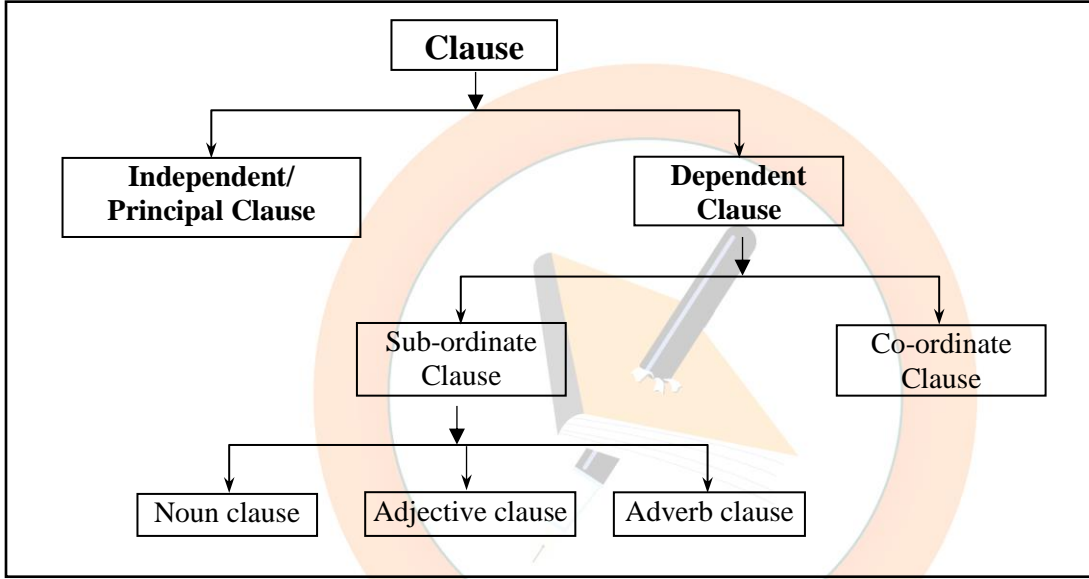 Clause
Independent/
Principal Clause
Dependent
Clause
Sub-ordinate
Clause
Co-ordinate
Clause
Noun clause
Adjective clause
Adverb clause